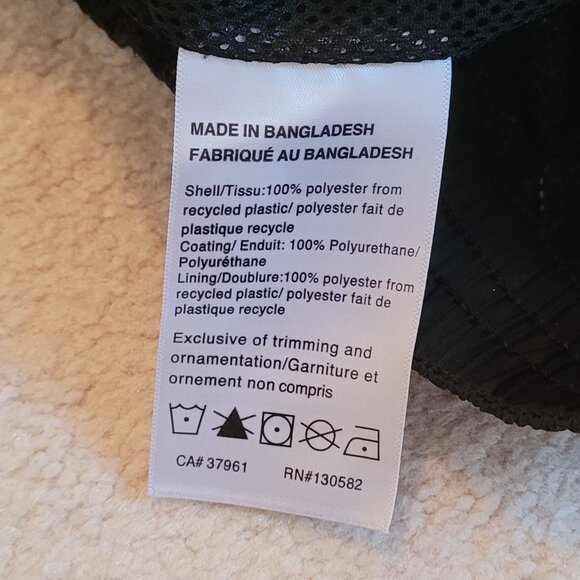 MADE IN BANGLADESH
FABRIQUÉ AU BANGLADESH
Shell/Tissu:100% polyester from
recycled plastic/ polyester fait de
plastique recycle
Coating/ Enduit: 100% Polyurethane/
Polyuréthane
Lining/Doublure:100% polyester from
recycled plastic/ polyester fait de
plastique recycle
Exclusive of trimming and
ornamentation/Garniture et
ornement non compris
CA# 37961 RN#130582